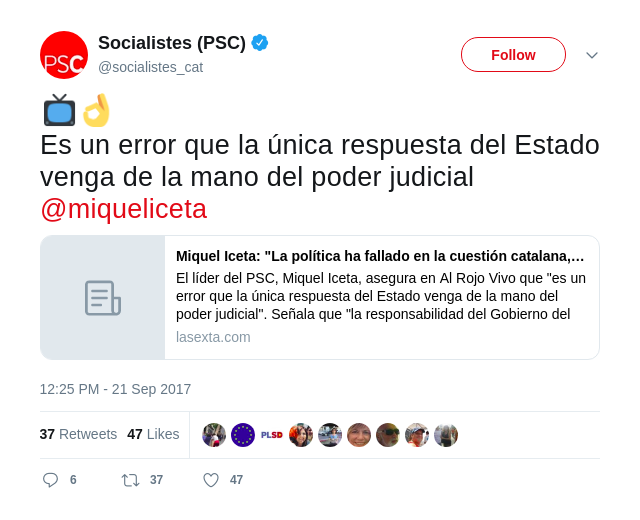 PSC
Socialistes (PSC)
@socialistes_cat
Follow
Es un error que la única respuesta del Estado
venga de la mano del poder judicial
@miqueliceta
Miquel Iceta: "La política ha fallado en la cuestión catalana,…
El líder del PSC, Miquel Iceta, asegura en Al Rojo Vivo que "es un
error que la única respuesta del Estado venga de la mano del
poder judicial". Señala que "la responsabilidad del Gobierno del
lasexta.com
12:25 PM - 21 Sep 2017
37 Retweets 47 Likes
PLSD
6 37 47